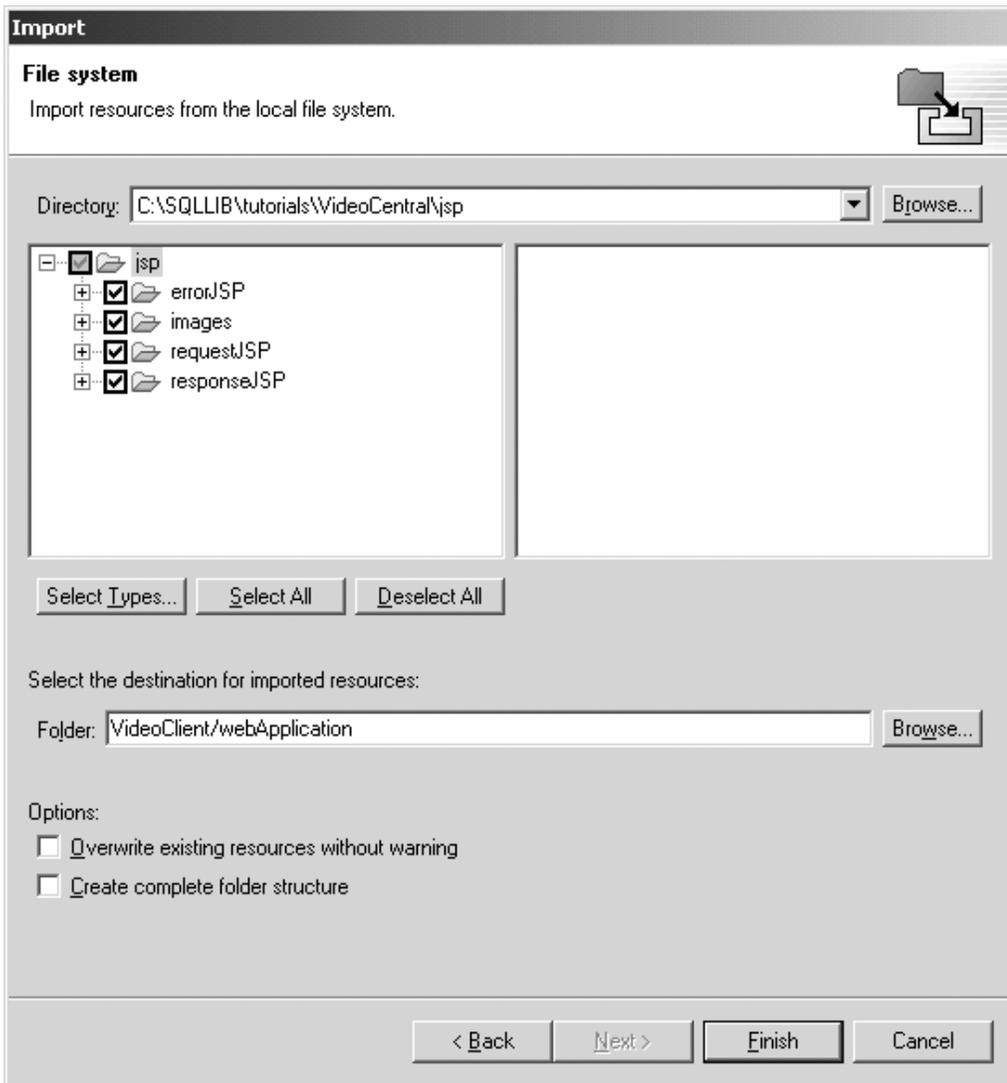 Import
File system
Import resources from the local file system.
Directory: C:\SQLLIB\tutorials\VideoCentral\jsp Browse...
jsp
errorJSP
images
requestJSP
responseJSP
Select Types... Select All Deselect All
Select the destination for imported resources:
Folder: VideoClient/webApplication Browse...
Options:
Overwrite existing resources without warning
Create complete folder structure
< Back Next > Finish Cancel